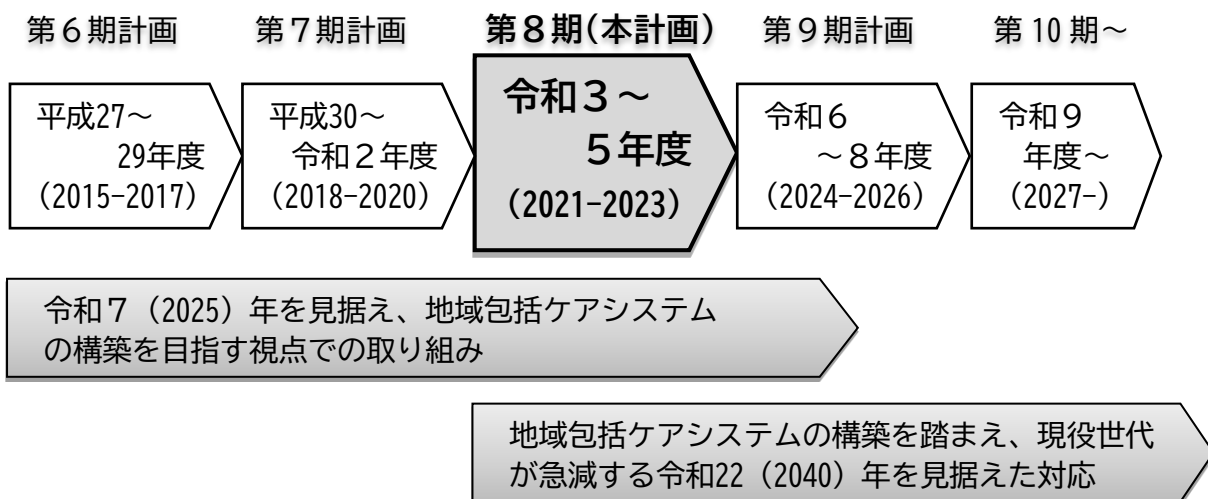 第６期計画
第７期計画
第８期(本計画)
第９期計画
第10期～
平成27～
29年度
(2015-2017)
平成30～
令和２年度
(2018-2020)
令和３～
５年度
(2021-2023)
令和６
～８年度
(2024-2026)
令和９
年度～
(2027-)
令和７（2025）年を見据え、地域包括ケアシステム
の構築を目指す視点での取り組み
地域包括ケアシステムの構築を踏まえ、現役世代
が急減する令和22（2040）年を見据えた対応